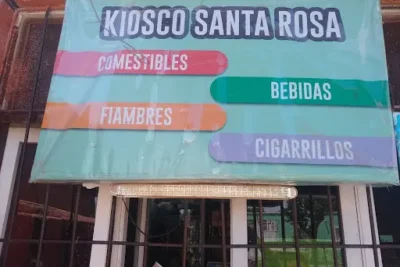 KIOSCO SANTA ROSA
COMESTIBLES
BEBIDAS
FIAMBRES
CIGARRILLOS